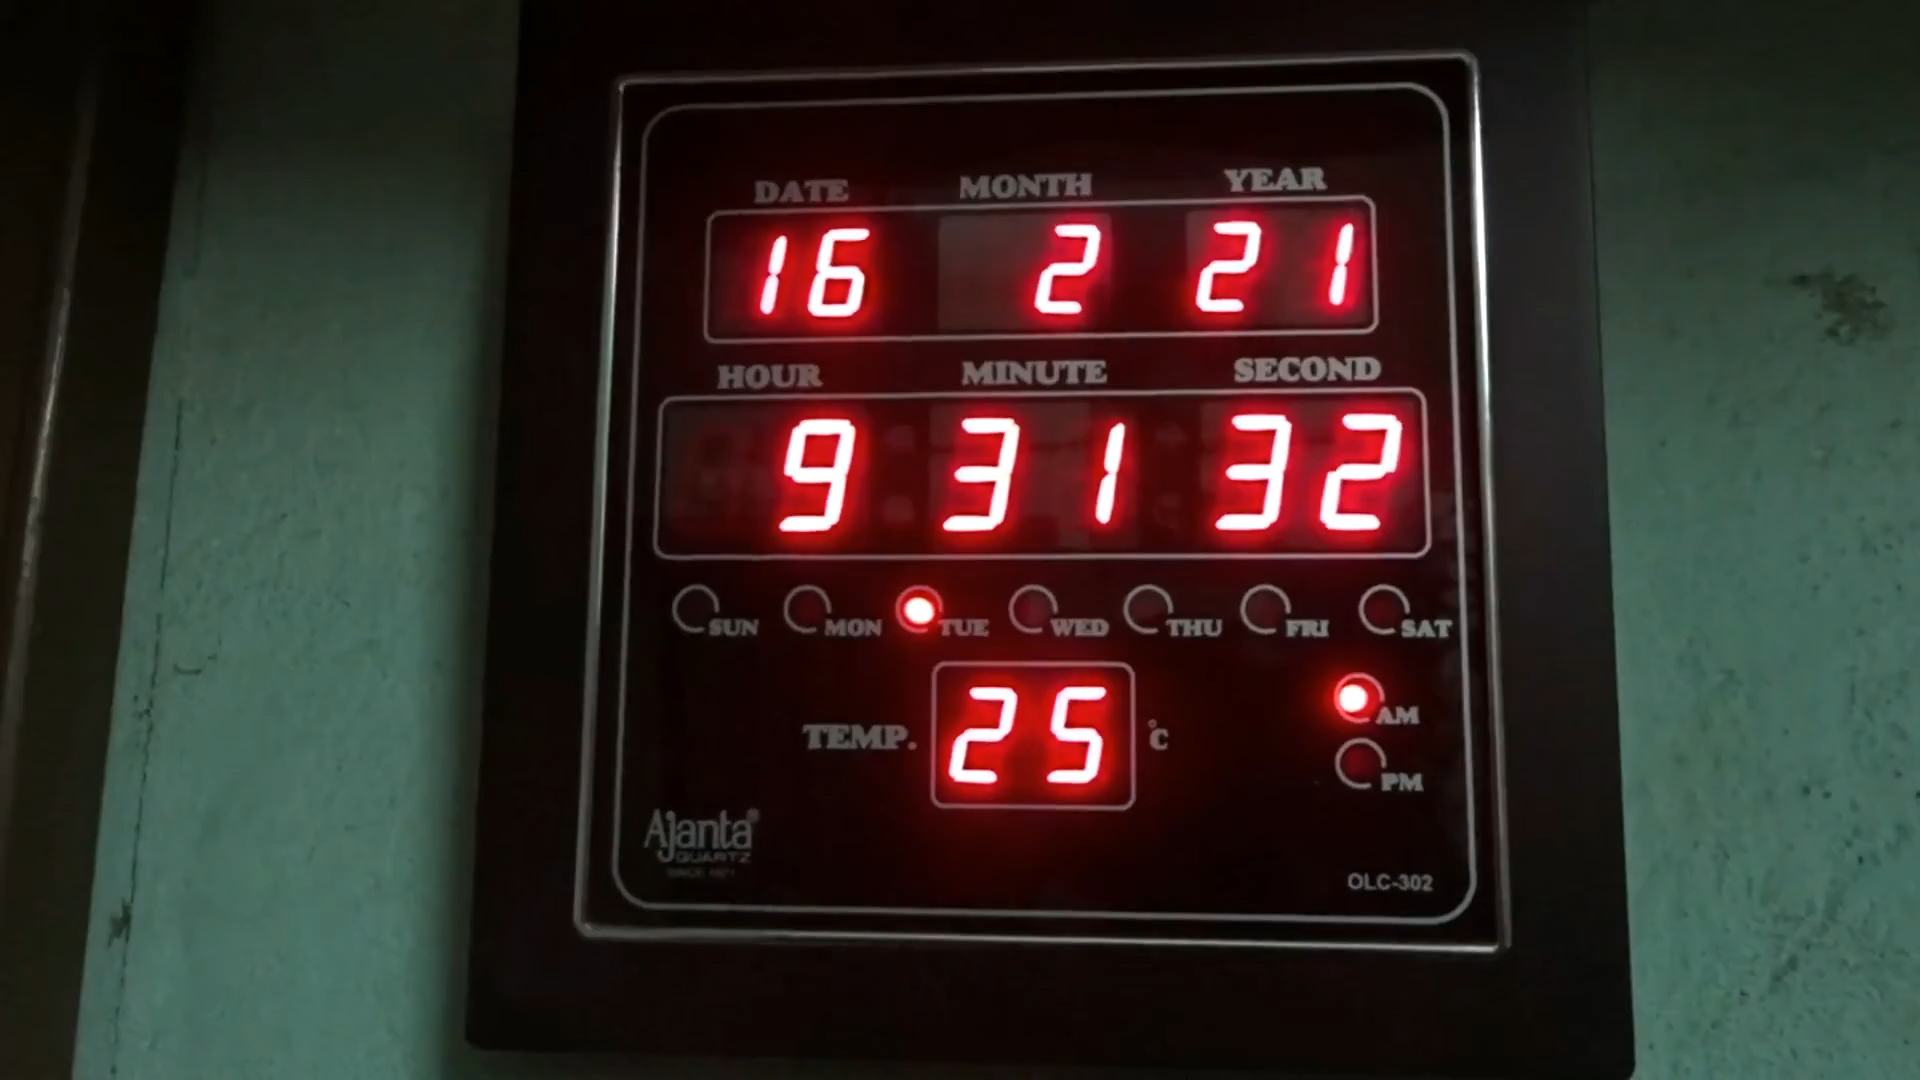 DATE MONTH YEAR
16 2 21
HOUR MINUTE SECOND
9 31 32
SUN MON TUE WED THU FRI SAT
TEMP. 25 °C
AM
PM
Ajanta®
QUARTZ
OLC-302